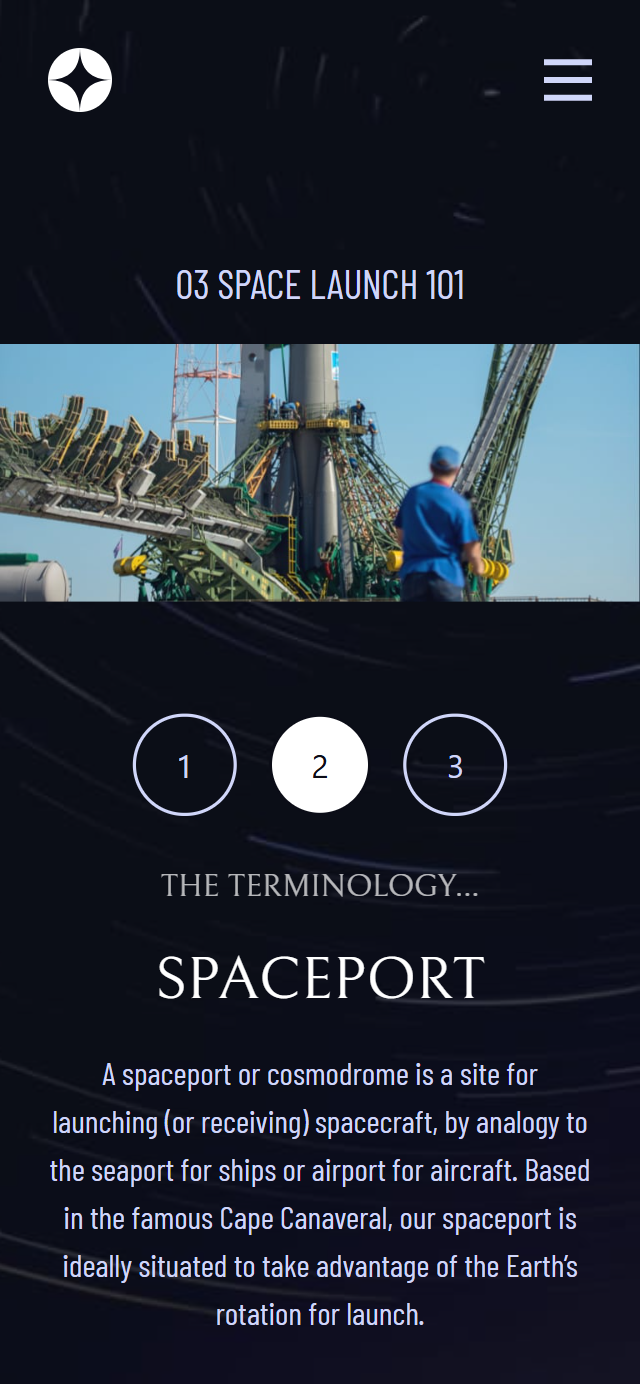 03 SPACE LAUNCH 101
1
2
3
THE TERMINOLOGY...
SPACEPORT
A spaceport or cosmodrome is a site for
launching (or receiving) spacecraft, by analogy to
the seaport for ships or airport for aircraft. Based
in the famous Cape Canaveral, our spaceport is
ideally situated to take advantage of the Earth’s
rotation for launch.